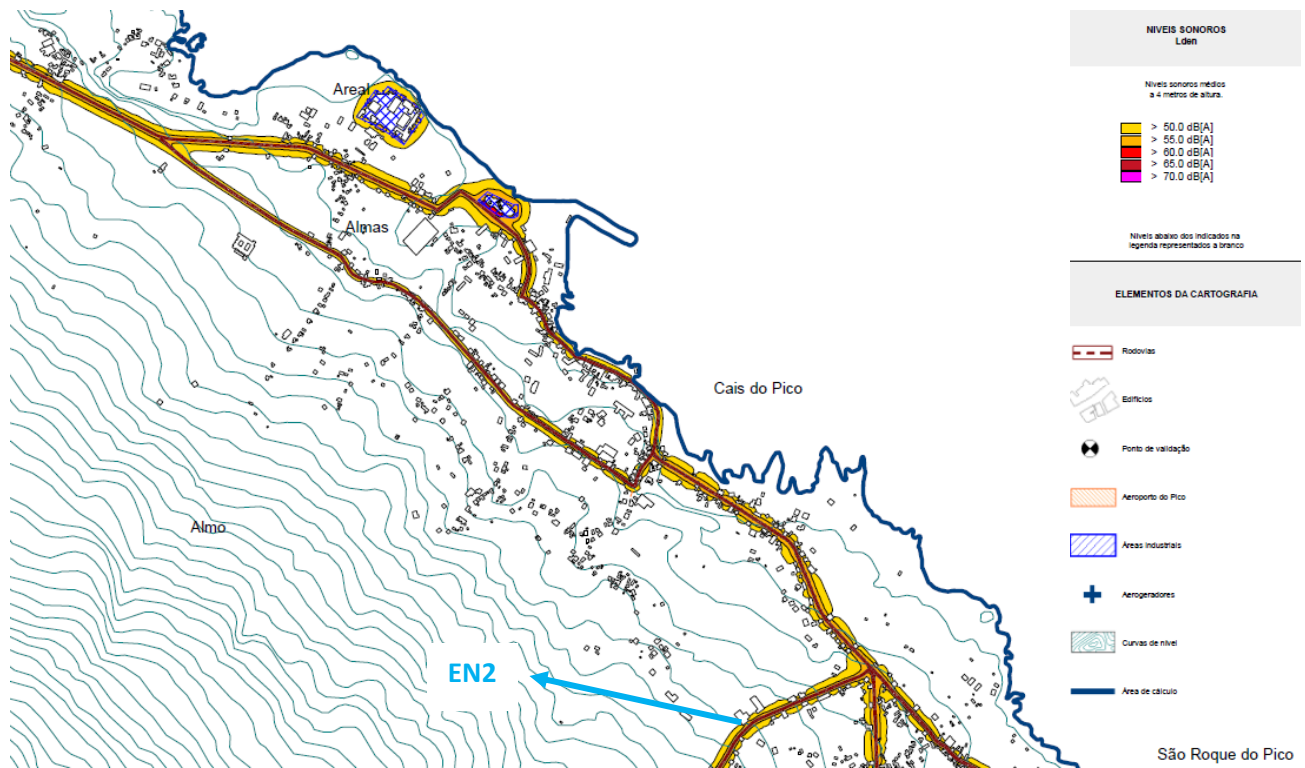 Areal
Almas
Cais do Pico
Almo
EN2
São Roque do Pico
NIVEIS SONOROS
Lden
Niveis sonoros médios
a 4 metros de altura.
> 50.0 dB[A]
> 55.0 dB[A]
> 60.0 dB[A]
> 65.0 dB[A]
> 70.0 dB[A]
Niveis abaixo dos indicados na
legenda representados a branco
ELEMENTOS DA CARTOGRAFIA
Rodovias
Edifícios
Ponto de validação
Aeroporto do Pico
Áreas industriais
Aerogeradores
Curvas de nível
Área de cálculo